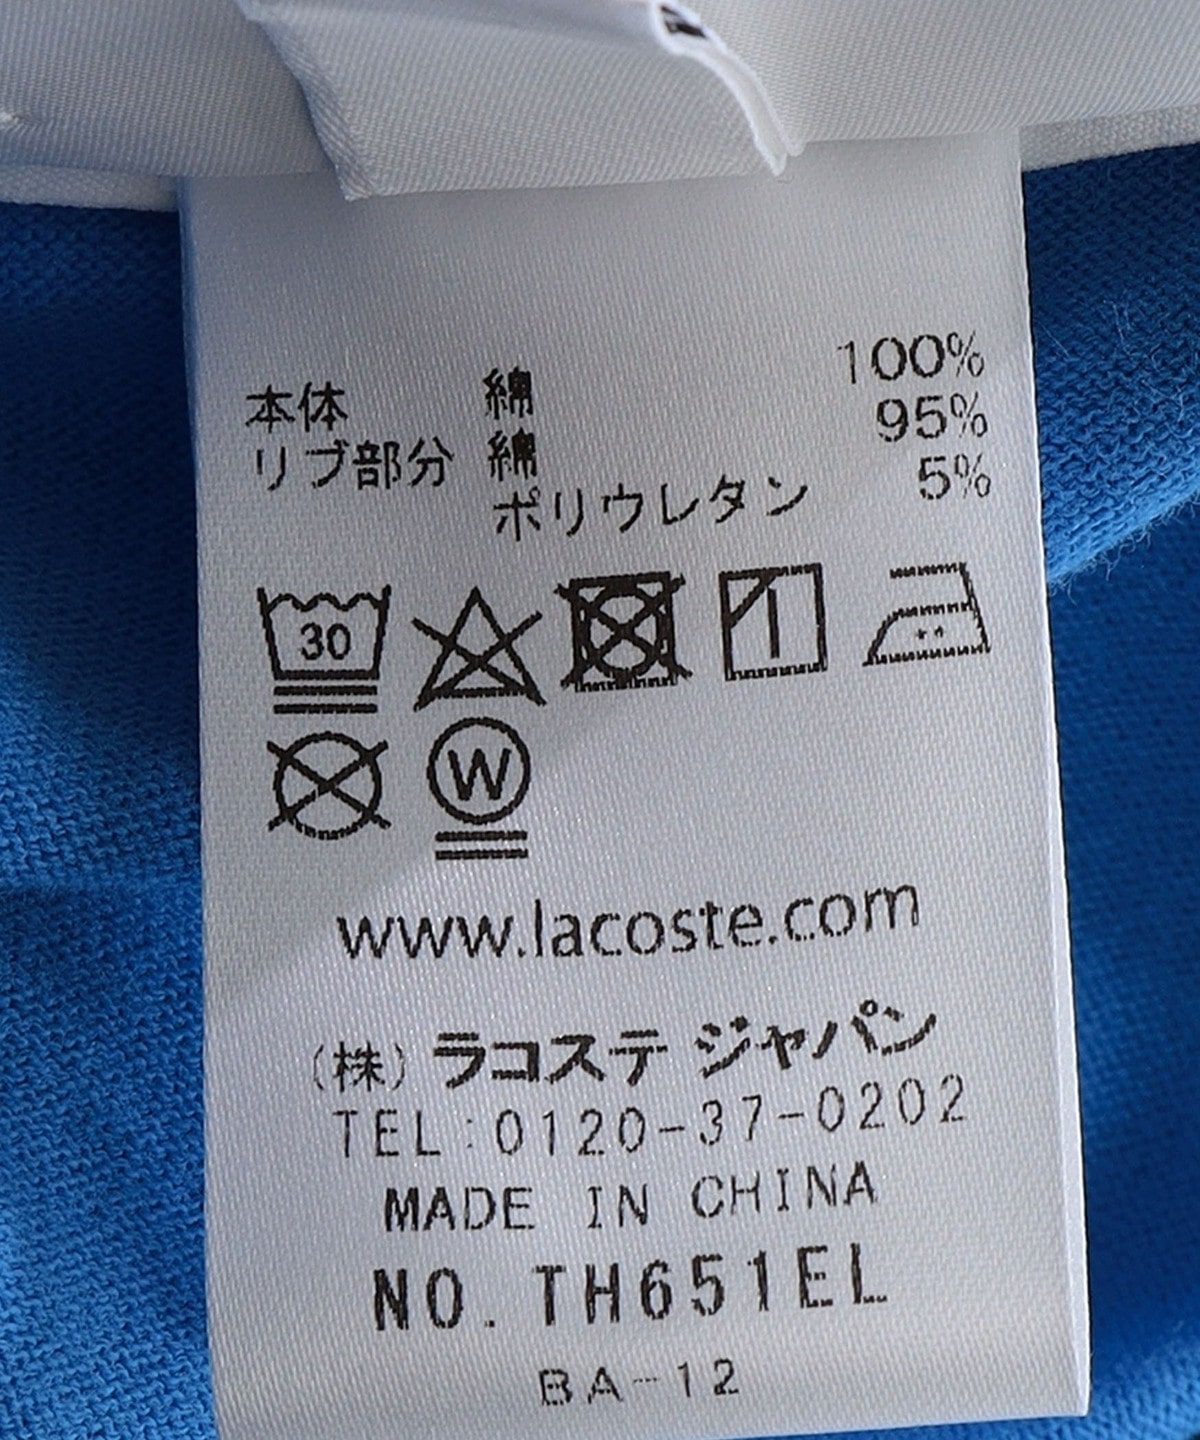 本体 綿 100%
リブ部分 綿 95%
ポリウレタン 5%
30
W
www.lacoste.com
(株) ラコステ ジャパン
TEL:0120-37-0202
MADE IN CHINA
NO. TH651EL
BA-12